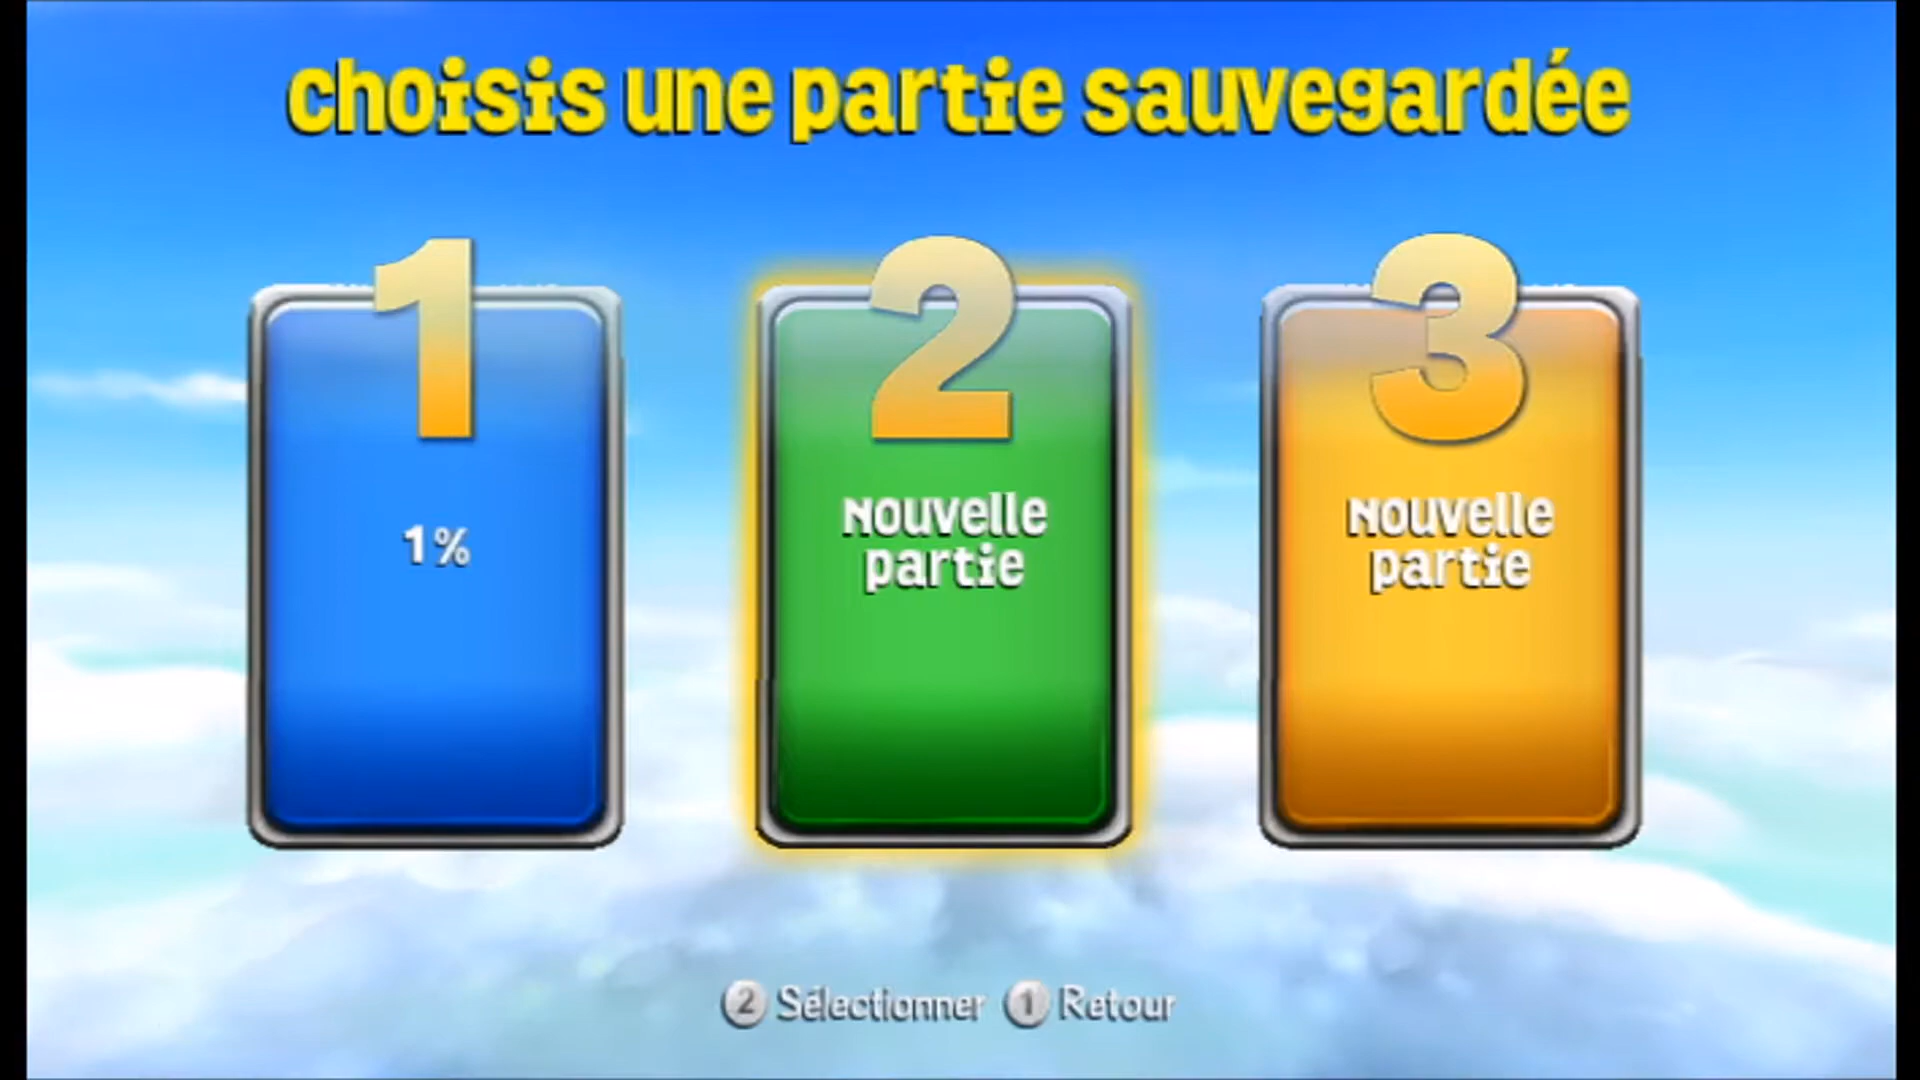 choisis une partie sauvegardée
1
2
3
1%
Nouvelle
partie
Nouvelle
partie
2 Sélectionner 1 Retour